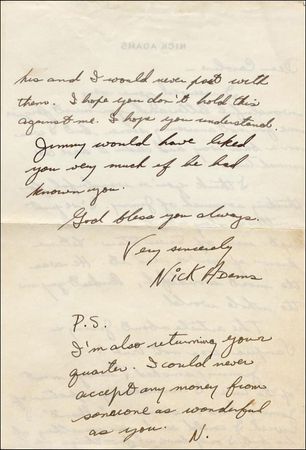 NICK ADAMS
his and I would never part with
them. I hope you don't hold this
against me. I hope you understand.
Jimmy would have liked
you very much if he had
known you.
God bless you always.
Very sincerely
Nick Adams
P.S.
I'm also returning your
quarter. I could never
accept any money from
someone as wonderful
as you. N.